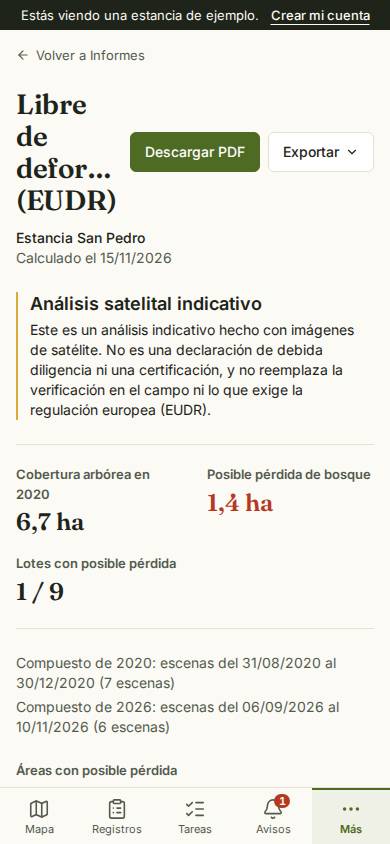 Estás viendo una estancia de ejemplo. Crear mi cuenta
← Volver a Informes
Libre
de
defor...
(EUDR)
Descargar PDF
Exportar
Estancia San Pedro
Calculado el 15/11/2026
Análisis satelital indicativo
Este es un análisis indicativo hecho con imágenes
de satélite. No es una declaración de debida
diligencia ni una certificación, y no reemplaza la
verificación en el campo ni lo que exige la
regulación europea (EUDR).
Cobertura arbórea en
2020
6,7 ha
Posible pérdida de bosque
1,4 ha
Lotes con posible pérdida
1 / 9
Compuesto de 2020: escenas del 31/08/2020 al
30/12/2020 (7 escenas)
Compuesto de 2026: escenas del 06/09/2026 al
10/11/2026 (6 escenas)
Áreas con posible pérdida
Mapa
Registros
Tareas
1
Avisos
Más